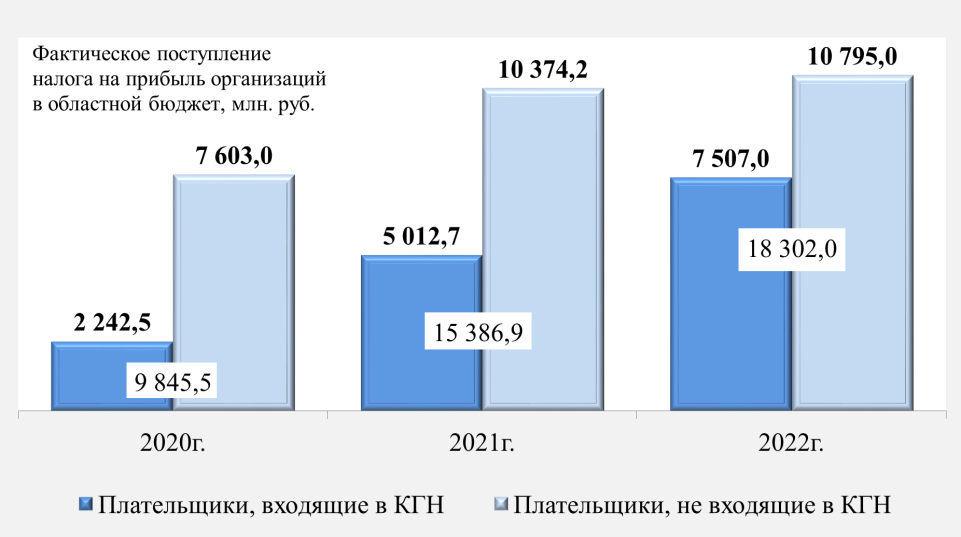 Фактическое поступление
налога на прибыль организаций
в областной бюджет, млн. руб.
2 242,5
7 603,0
9 845,5
5 012,7
10 374,2
15 386,9
7 507,0
10 795,0
18 302,0
2020г.
2021г.
2022г.
Плательщики, входящие в КГН
Плательщики, не входящие в КГН